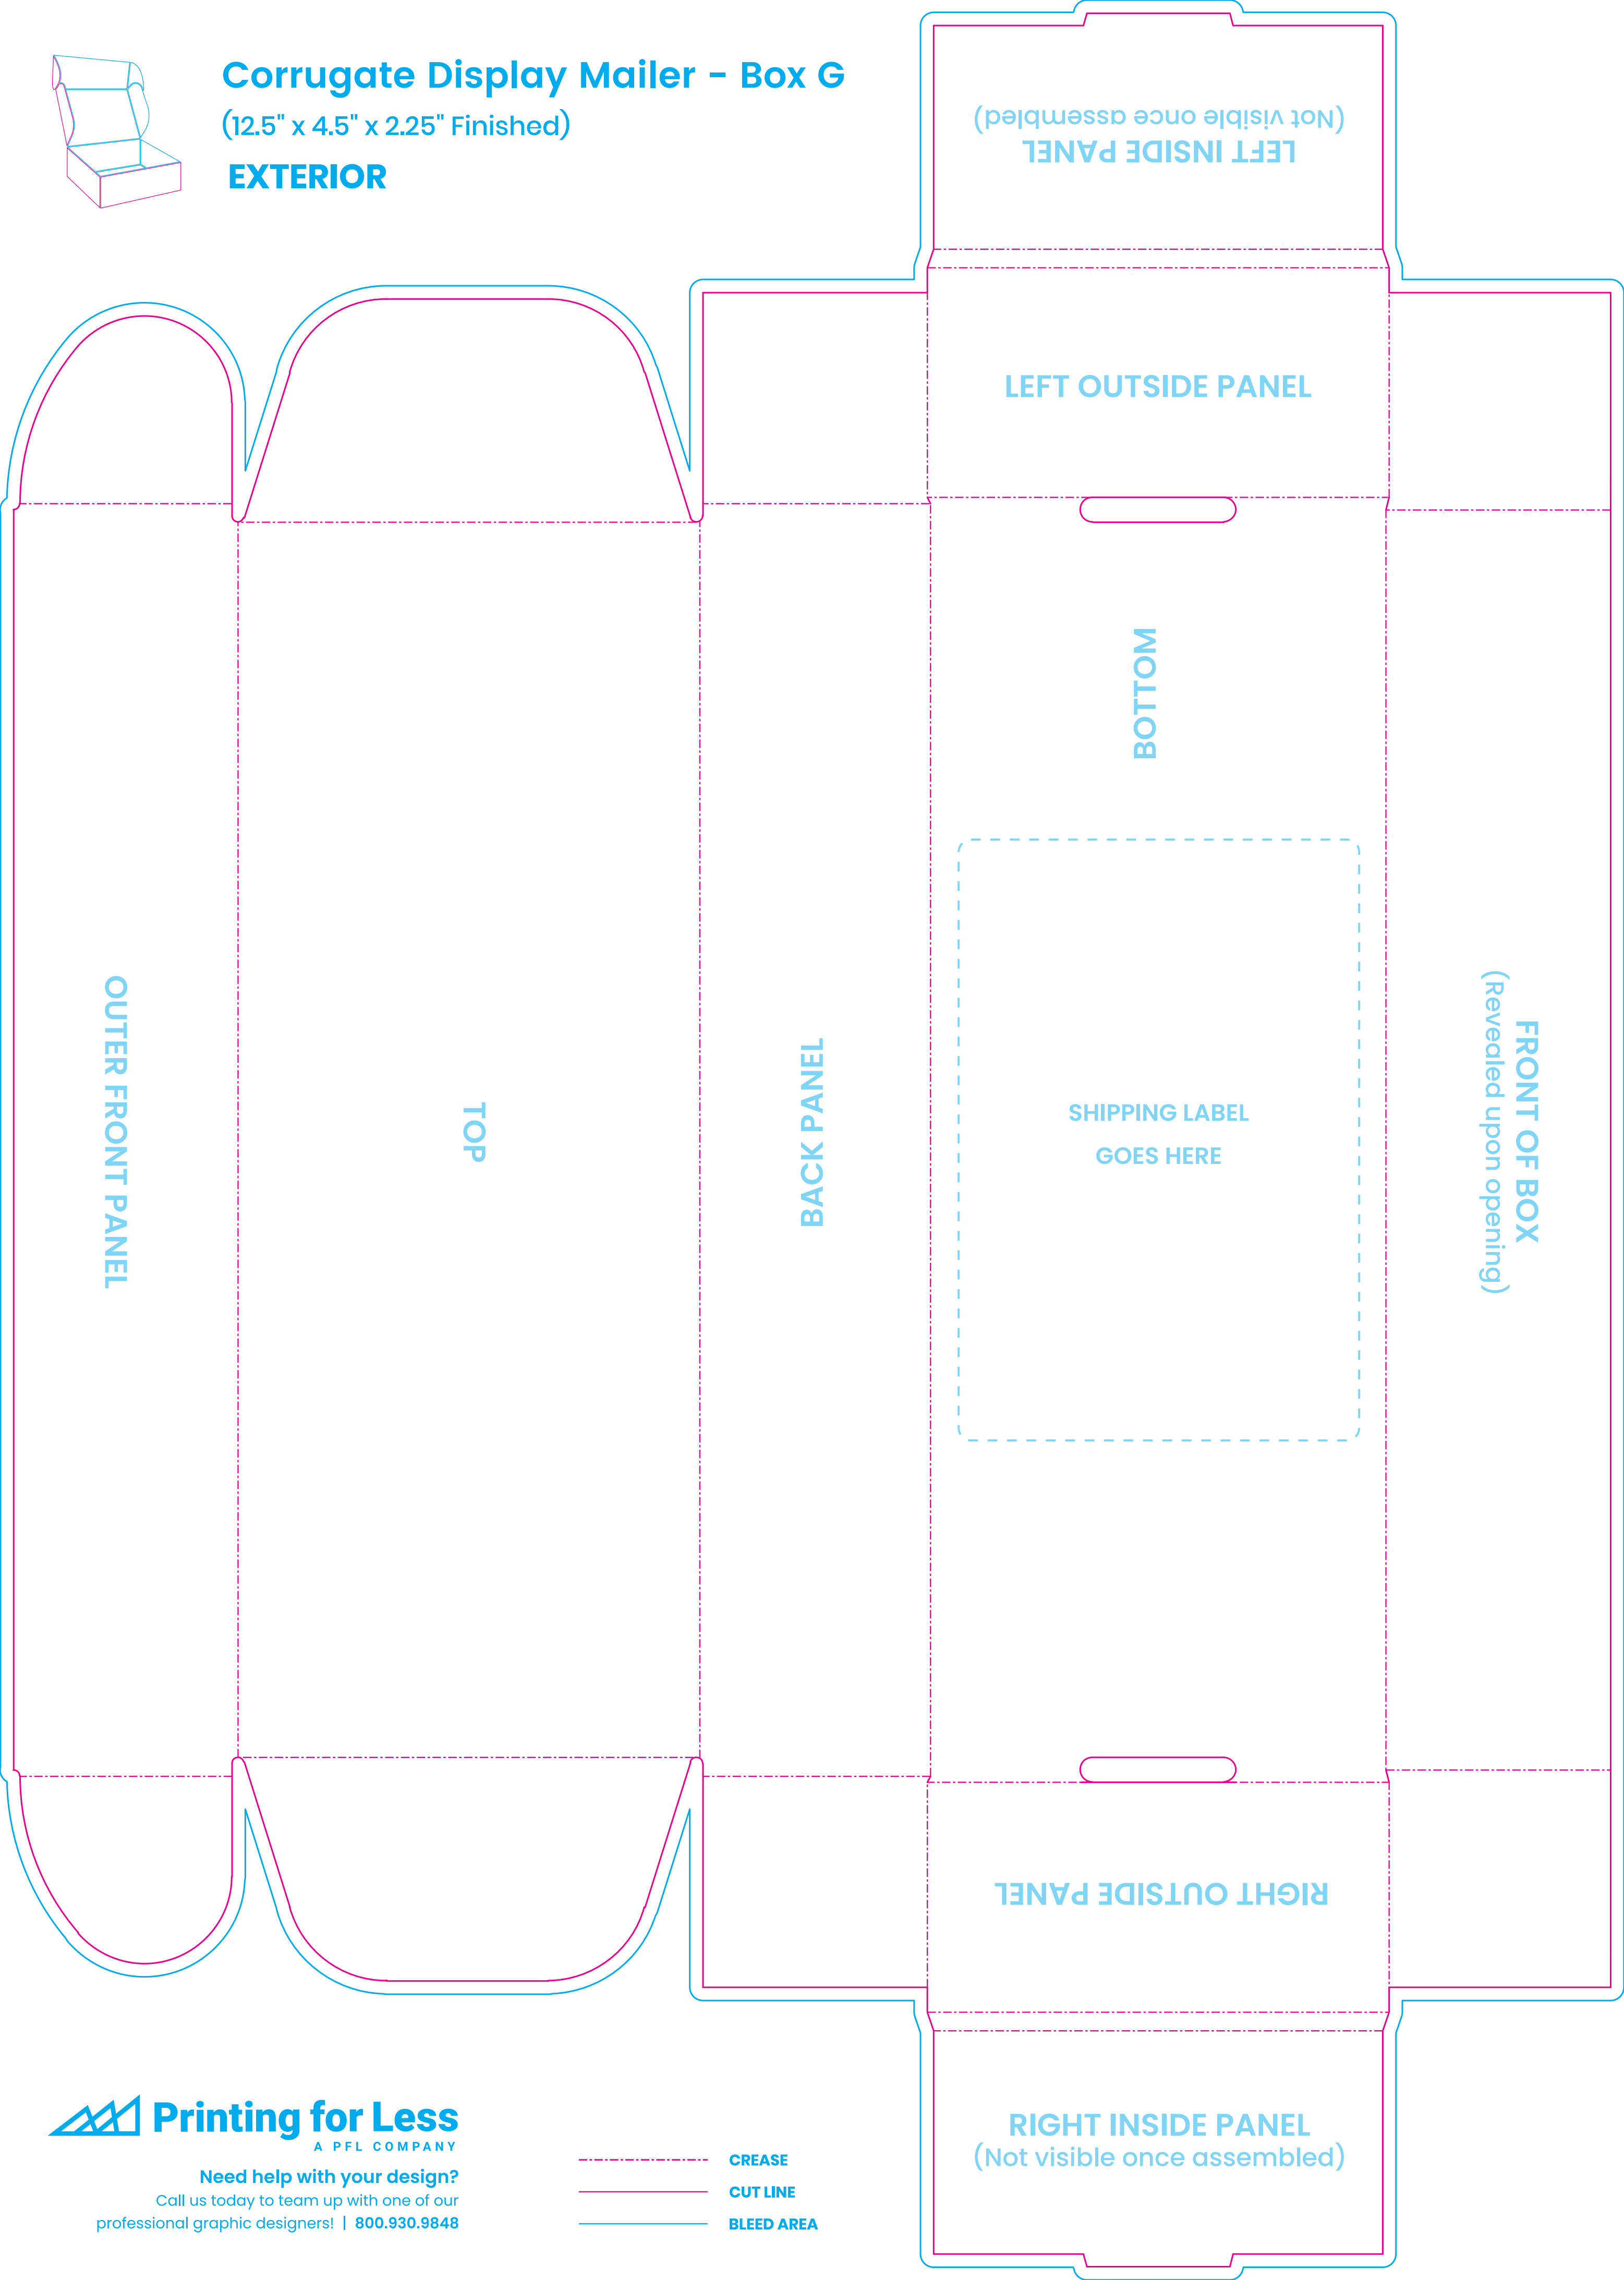 Corrugate Display Mailer - Box G
(12.5" x 4.5" x 2.25" Finished)
EXTERIOR
LEFT INSIDE PANEL
(Not visible once assembled)
LEFT OUTSIDE PANEL
OUTER FRONT PANEL
TOP
BACK PANEL
BOTTOM
SHIPPING LABEL
GOES HERE
FRONT OF BOX
(Revealed upon opening)
RIGHT OUTSIDE PANEL
RIGHT INSIDE PANEL
(Not visible once assembled)
Printing for Less
A PFL COMPANY
Need help with your design?
Call us today to team up with one of our
professional graphic designers! | 800.930.9848
CREASE
CUT LINE
BLEED AREA